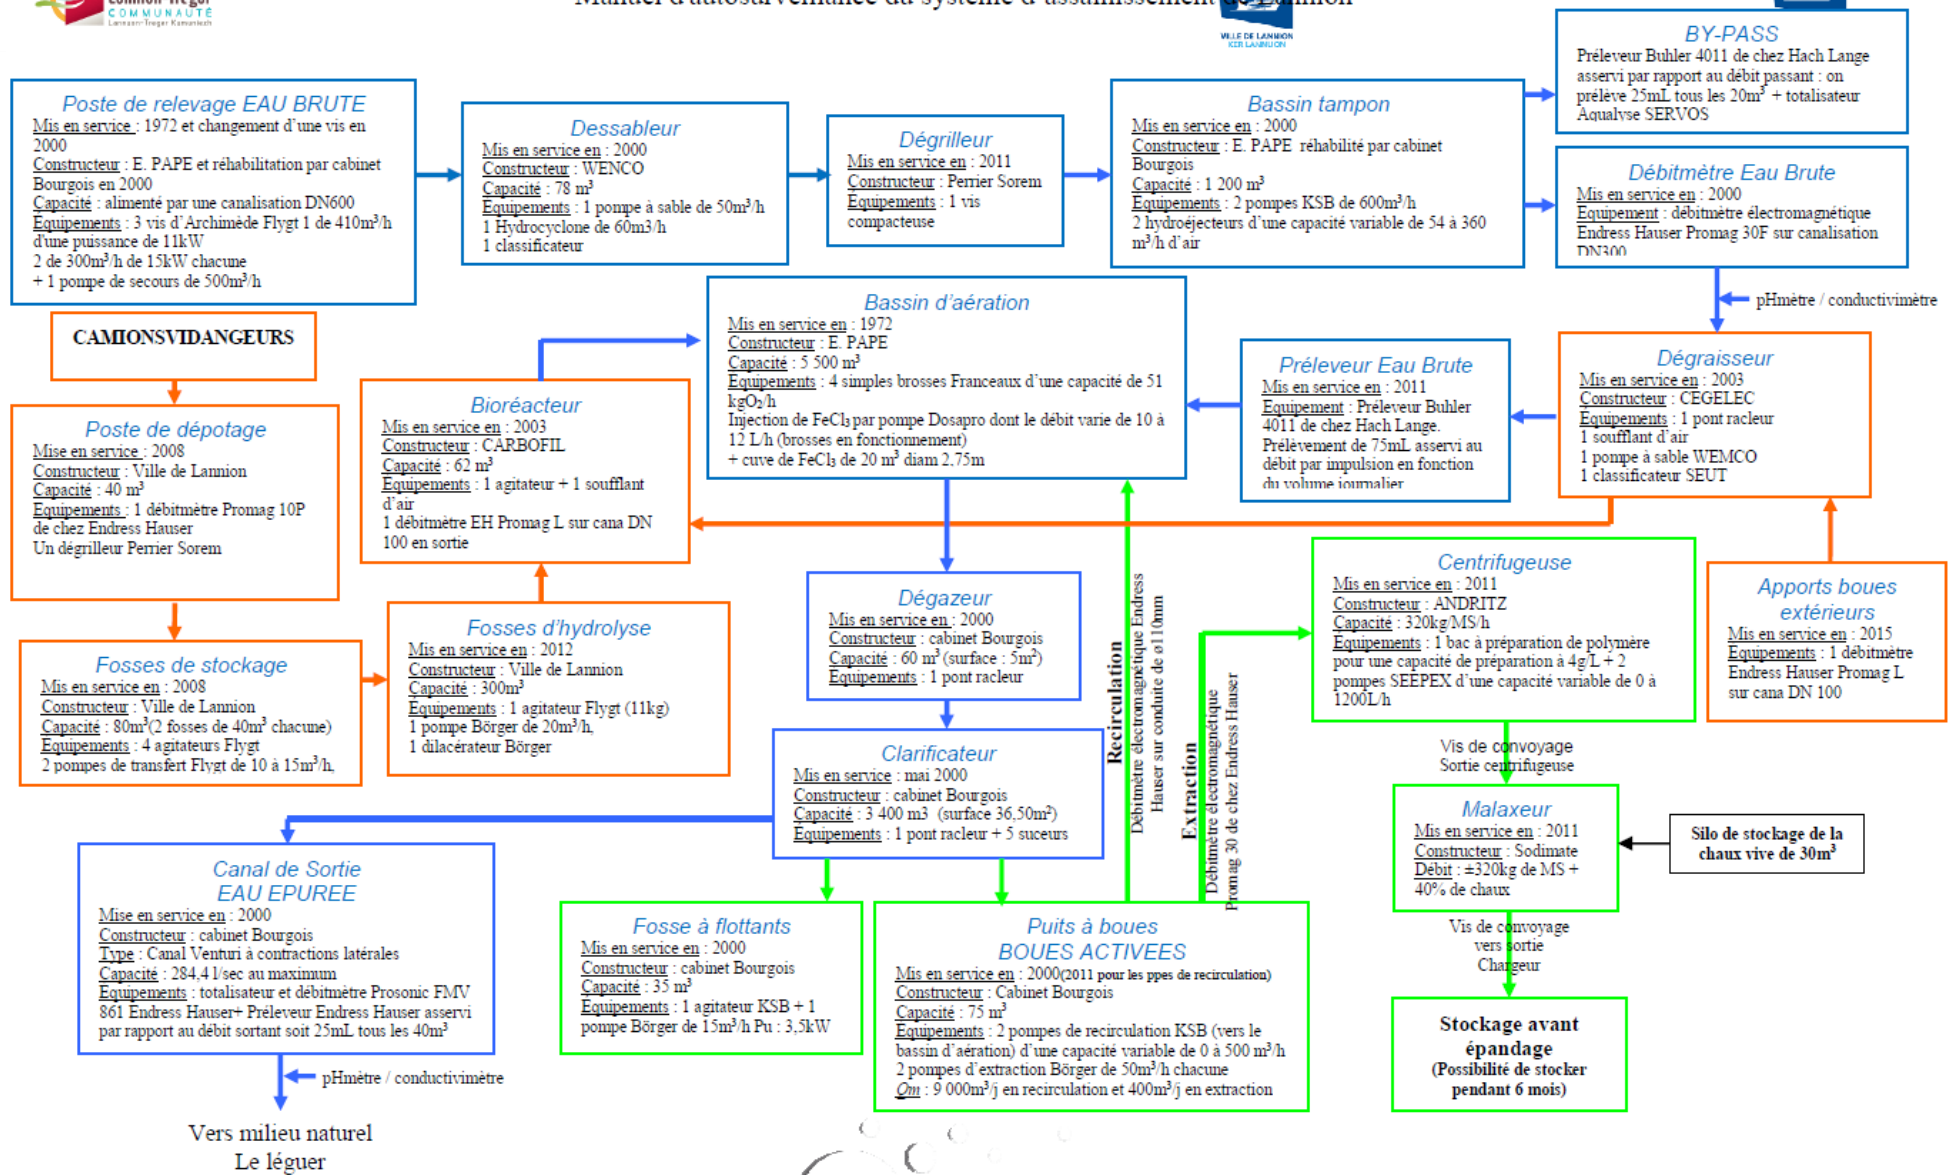 Lannion-Trégor
COMMUNAUTÉ
Lannuon-Treger Kumuniezh
Manuel d'autosurveillance du système d'assainissement de Lannion
VILLE DE LANNION
KER LANNUON
BY-PASS
Préleveur Buhler 4011 de chez Hach Lange
asservi par rapport au débit passant : on
prélève 25mL tous les 20m³ + totalisateur
Aqualyse SERVOS
Poste de relevage EAU BRUTE
Mis en service : 1972 et changement d'une vis en
2000
Constructeur : E. PAPE et réhabilitation par cabinet
Bourgois en 2000
Capacité : alimenté par une canalisation DN600
Equipements : 3 vis d'Archimède Flygt 1 de 410m³/h
d'une puissance de 11kW
2 de 300m³/h de 15kW chacune
+ 1 pompe de secours de 500m³/h
Dessableur
Mis en service en : 2000
Constructeur : WENCO
Capacité : 78 m³
Equipements : 1 pompe à sable de 50m³/h
1 Hydrocyclone de 60m3/h
1 classificateur
Dégrilleur
Mis en service en : 2011
Constructeur : Perrier Sorem
Equipements : 1 vis
compacteuse
Bassin tampon
Mis en service en : 2000
Constructeur : E. PAPE réhabilité par cabinet
Bourgois
Capacité : 1 200 m³
Equipements : 2 pompes KSB de 600m³/h
2 hydroéjecteurs d'une capacité variable de 54 à 360
m³/h d'air
Débitmètre Eau Brute
Mis en service en : 2000
Equipement : débitmètre électromagnétique
Endress Hauser Promag 30F sur canalisation
DN300
pHmètre / conductivimètre
CAMIONSVIDANGEURS
Bassin d'aération
Mis en service en : 1972
Constructeur : E. PAPE
Capacité : 5 500 m³
Equipements : 4 simples brosses Franceaux d'une capacité de 51
kgO₂/h
Injection de FeCl₃ par pompe Dosapro dont le débit varie de 10 à
12 L/h (brosses en fonctionnement)
+ cuve de FeCl₃ de 20 m³ diam 2,75m
Préleveur Eau Brute
Mis en service en : 2011
Equipement : Préleveur Buhler
4011 de chez Hach Lange.
Prélèvement de 75mL asservi au
débit par impulsion en fonction
du volume journalier
Dégraisseur
Mis en service en : 2003
Constructeur : CEGELEC
Equipements : 1 pont racleur
1 soufflant d'air
1 pompe à sable WEMCO
1 classificateur SEUT
Poste de dépotage
Mise en service : 2008
Constructeur : Ville de Lannion
Capacité : 40 m³
Equipements : 1 débitmètre Promag 10P
de chez Endress Hauser
Un dégrilleur Perrier Sorem
Bioréacteur
Mis en service en : 2003
Constructeur : CARBOFIL
Capacité : 62 m³
Equipements : 1 agitateur + 1 soufflant
d'air
1 débitmètre EH Promag L sur cana DN
100 en sortie
Fosses de stockage
Mis en service en : 2008
Constructeur : Ville de Lannion
Capacité : 80m³(2 fosses de 40m³ chacune)
Equipements : 4 agitateurs Flygt
2 pompes de transfert Flygt de 10 à 15m³/h,
Fosses d'hydrolyse
Mis en service en : 2012
Constructeur : Ville de Lannion
Capacité : 300m³
Equipements : 1 agitateur Flygt (11kg)
1 pompe Börger de 20m³/h,
1 dilacérateur Börger
Dégazeur
Mis en service en : 2000
Constructeur : cabinet Bourgois
Capacité : 60 m³ (surface : 5m²)
Equipements : 1 pont racleur
Recirculation
Débitmètre électromagnétique Endress
Hauser sur conduite de ø110mm
Extraction
Débitmètre électromagnétique
Promag 30 de chez Endress Hauser
Centrifugeuse
Mis en service en : 2011
Constructeur : ANDRITZ
Capacité : 320kg/MS/h
Equipements : 1 bac à préparation de polymère
pour une capacité de préparation à 4g/L + 2
pompes SEEPEX d'une capacité variable de 0 à
1200L/h
Apports boues
extérieurs
Mis en service en : 2015
Equipements : 1 débitmètre
Endress Hauser Promag L
sur cana DN 100
Clarificateur
Mis en service : mai 2000
Constructeur : cabinet Bourgois
Capacité : 3 400 m3 (surface 36,50m²)
Equipements : 1 pont racleur + 5 suceurs
Vis de convoyage
Sortie centrifugeuse
Malaxeur
Mis en service en : 2011
Constructeur : Sodimate
Débit : ±320kg de MS +
40% de chaux
Silo de stockage de la
chaux vive de 30m³
Canal de Sortie
EAU EPUREE
Mise en service en : 2000
Constructeur : cabinet Bourgois
Type : Canal Venturi à contractions latérales
Capacité : 284,4 l/sec au maximum
Equipements : totalisateur et débitmètre Prosonic FMV
861 Endress Hauser+ Préleveur Endress Hauser asservi
par rapport au débit sortant soit 25mL tous les 40m³
Fosse à flottants
Mis en service en : 2000
Constructeur : cabinet Bourgois
Capacité : 35 m³
Equipements : 1 agitateur KSB + 1
pompe Börger de 15m³/h Pu : 3,5kW
Puits à boues
BOUES ACTIVEES
Mis en service en : 2000(2011 pour les ppes de recirculation)
Constructeur : Cabinet Bourgois
Capacité : 75 m³
Equipements : 2 pompes de recirculation KSB (vers le
bassin d'aération) d'une capacité variable de 0 à 500 m³/h
2 pompes d'extraction Börger de 50m³/h chacune
Qm : 9 000m³/j en recirculation et 400m³/j en extraction
Vis de convoyage
vers sortie
Chargeur
Stockage avant
épandage
(Possibilité de stocker
pendant 6 mois)
pHmètre / conductivimètre
Vers milieu naturel
Le léguer